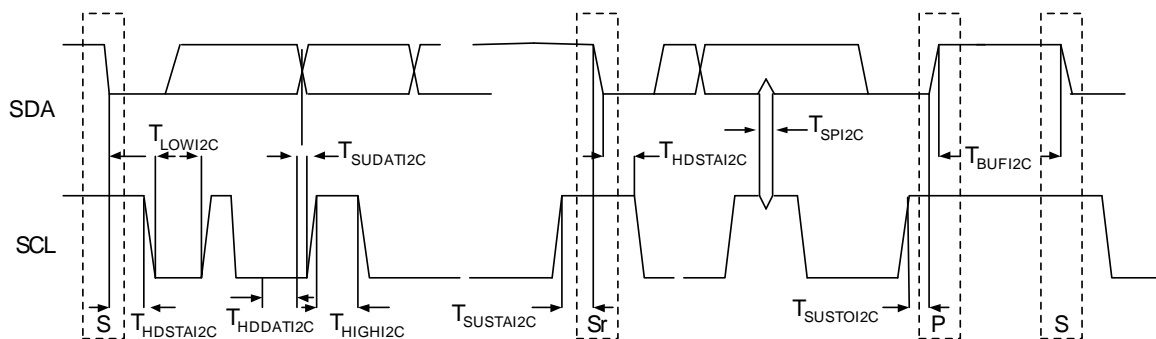 SDA
T_LOWI2C
T_SUDATI2C
T_SPI2C
T_HDSTAI2C
T_BUFI2C
SCL
S
T_HDSTAI2C
T_HDDATI2C
T_HIGHI2C
T_SUSTAI2C
Sr
T_SUSTOI2C
P
S